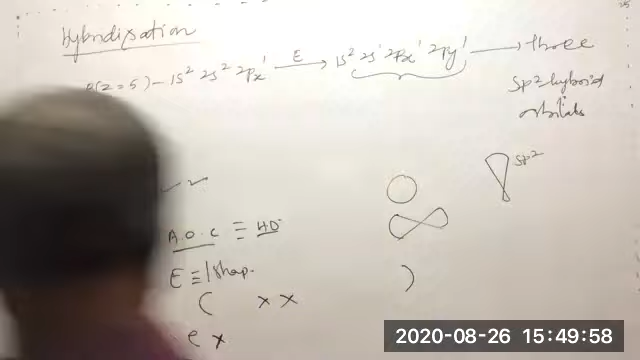 Hybridisation
(Z=5) - 1S² 2S² 2Px¹ E → 1S² 2S¹ 2Px¹ 2Py¹ → three
Sp² hybrid
orbitals
Sp²
A.O.C ≡ HD
E ≡ / Shap.
( x x
e x
2020-08-26 15:49:58